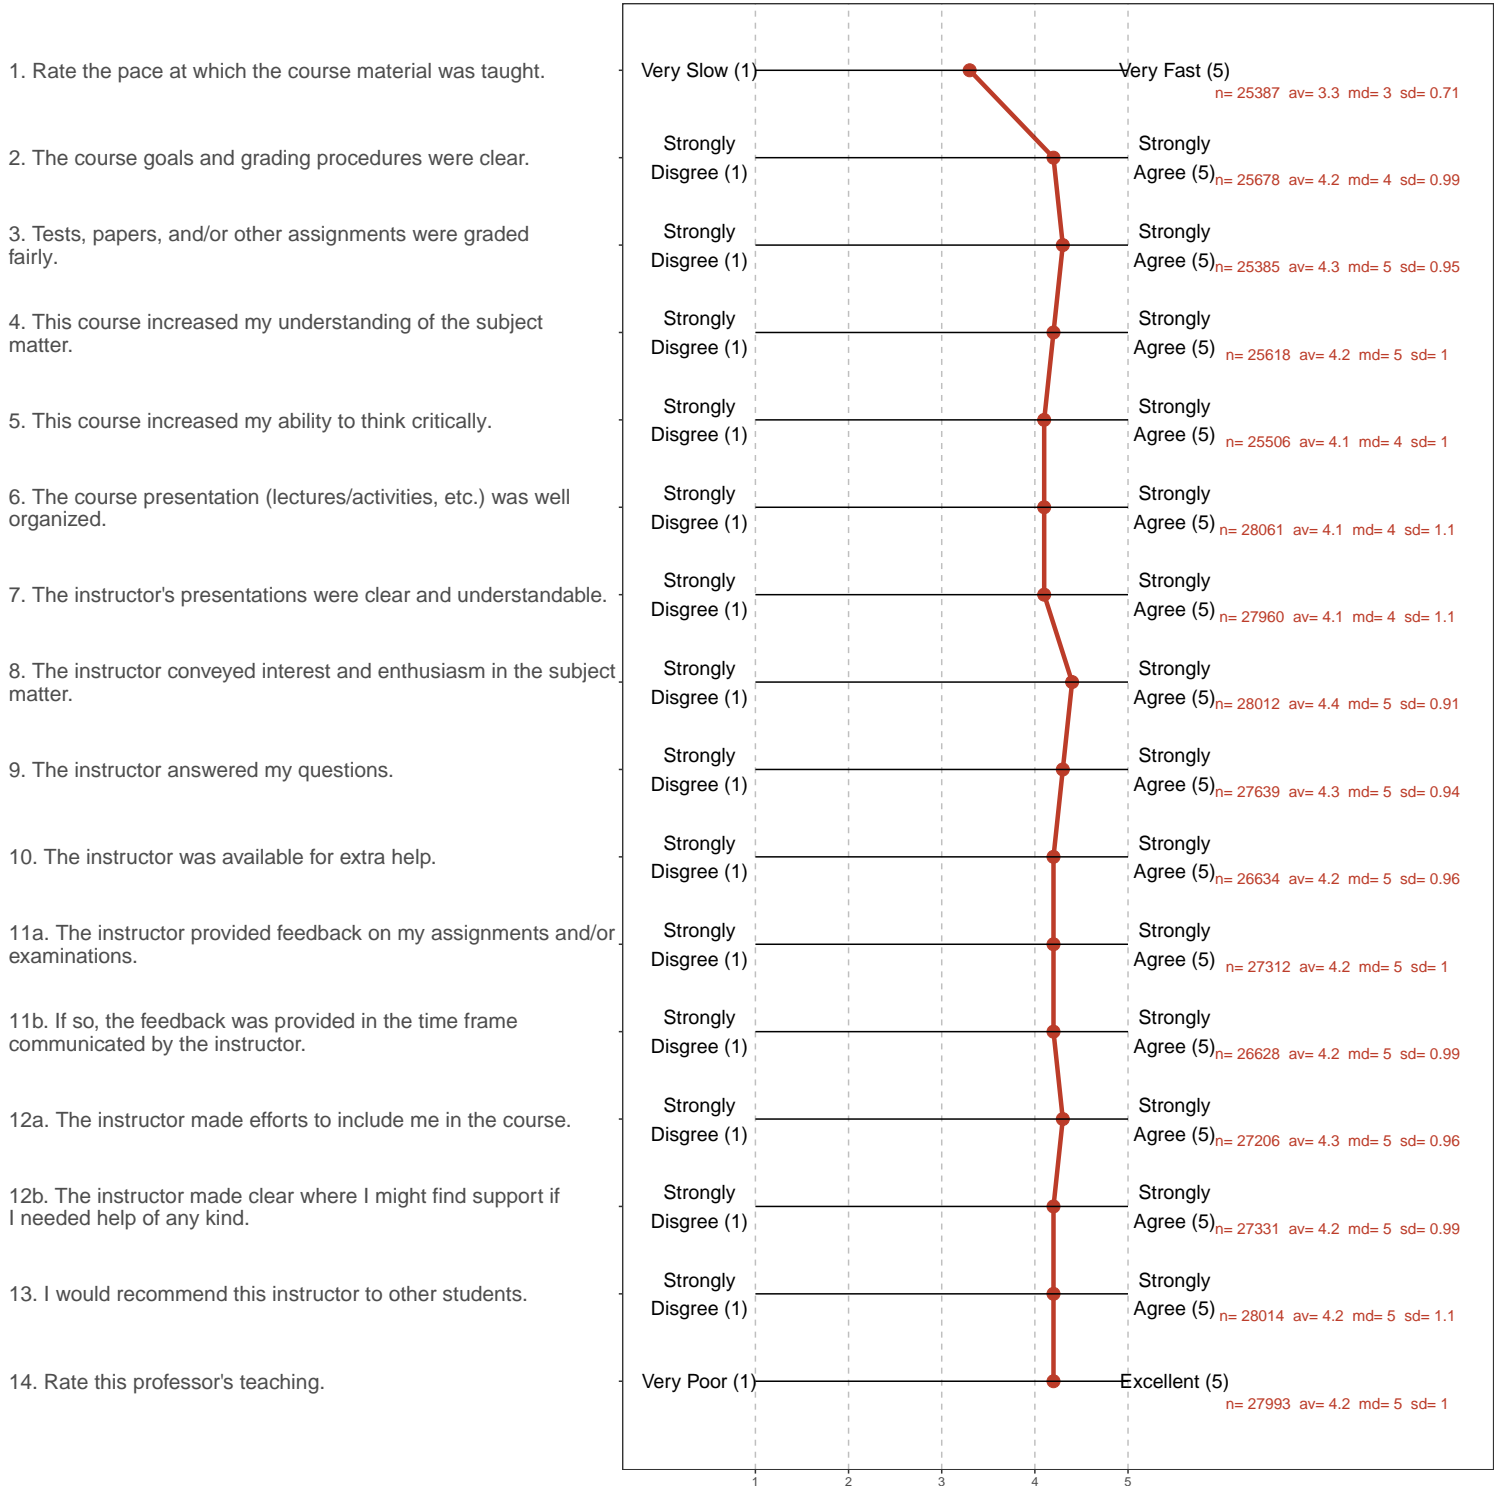 1. Rate the pace at which the course material was taught.
Very Slow (1)
Very Fast (5)
n= 25387 av= 3.3 md= 3 sd= 0.71
2. The course goals and grading procedures were clear.
Strongly
Disgree (1)
Strongly
Agree (5)
n= 25678 av= 4.2 md= 4 sd= 0.99
3. Tests, papers, and/or other assignments were graded
fairly.
Strongly
Disgree (1)
Strongly
Agree (5)
n= 25385 av= 4.3 md= 5 sd= 0.95
4. This course increased my understanding of the subject
matter.
Strongly
Disgree (1)
Strongly
Agree (5)
n= 25618 av= 4.2 md= 5 sd= 1
5. This course increased my ability to think critically.
Strongly
Disgree (1)
Strongly
Agree (5)
n= 25506 av= 4.1 md= 4 sd= 1
6. The course presentation (lectures/activities, etc.) was well
organized.
Strongly
Disgree (1)
Strongly
Agree (5)
n= 28061 av= 4.1 md= 4 sd= 1.1
7. The instructor's presentations were clear and understandable.
Strongly
Disgree (1)
Strongly
Agree (5)
n= 27960 av= 4.1 md= 4 sd= 1.1
8. The instructor conveyed interest and enthusiasm in the subject
matter.
Strongly
Disgree (1)
Strongly
Agree (5)
n= 28012 av= 4.4 md= 5 sd= 0.91
9. The instructor answered my questions.
Strongly
Disgree (1)
Strongly
Agree (5)
n= 27639 av= 4.3 md= 5 sd= 0.94
10. The instructor was available for extra help.
Strongly
Disgree (1)
Strongly
Agree (5)
n= 26634 av= 4.2 md= 5 sd= 0.96
11a. The instructor provided feedback on my assignments and/or
examinations.
Strongly
Disgree (1)
Strongly
Agree (5)
n= 27312 av= 4.2 md= 5 sd= 1
11b. If so, the feedback was provided in the time frame
communicated by the instructor.
Strongly
Disgree (1)
Strongly
Agree (5)
n= 26628 av= 4.2 md= 5 sd= 0.99
12a. The instructor made efforts to include me in the course.
Strongly
Disgree (1)
Strongly
Agree (5)
n= 27206 av= 4.3 md= 5 sd= 0.96
12b. The instructor made clear where I might find support if
I needed help of any kind.
Strongly
Disgree (1)
Strongly
Agree (5)
n= 27331 av= 4.2 md= 5 sd= 0.99
13. I would recommend this instructor to other students.
Strongly
Disgree (1)
Strongly
Agree (5)
n= 28014 av= 4.2 md= 5 sd= 1.1
14. Rate this professor's teaching.
Very Poor (1)
Excellent (5)
n= 27993 av= 4.2 md= 5 sd= 1
1 2 3 4 5